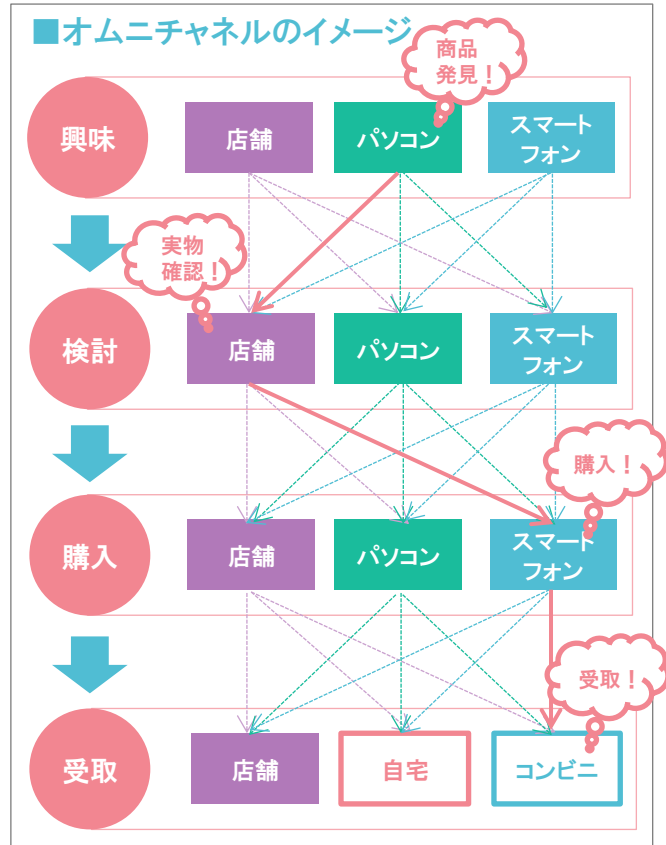 ■オムニチャネルのイメージ
商品
発見！
興味
店舗
パソコン
スマート
フォン
実物
確認！
検討
店舗
パソコン
スマート
フォン
購入！
購入
店舗
パソコン
スマート
フォン
受取！
受取
店舗
自宅
コンビニ